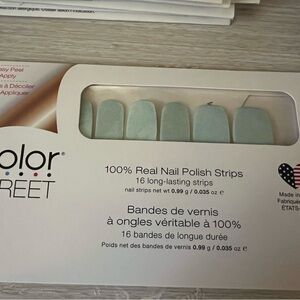 sy Peel
Apply
à Décoller
Appliquer
olor®
REET
100% Real Nail Polish Strips
16 long-lasting strips
nail strips net wt 0.99 g / 0.035 oz ℮
Bandes de vernis
à ongles véritable à 100%
16 bandes de longue durée
Poids net des bandes de vernis 0.99 g / 0.035 oz ℮
Made in
Fabriqué
ÉTATS-